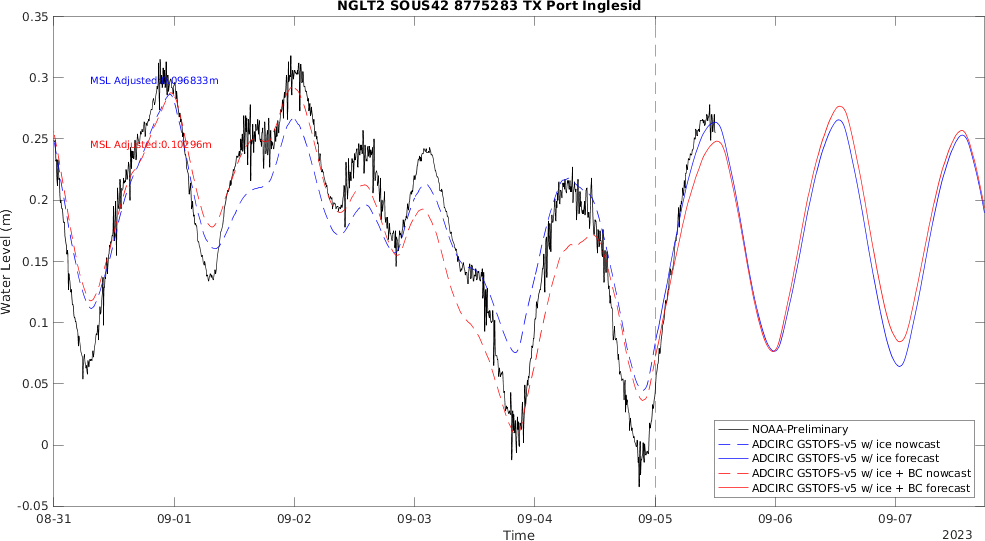 NGLT2 SOUS42 8775283 TX Port Inglesid
0.35
0.3
0.25
0.2
0.15
0.1
0.05
0
-0.05
Water Level (m)
MSL Adjusted:0.096833m
MSL Adjusted:0.10296m
NOAA-Preliminary
ADCIRC GSTOFS-v5 w/ ice nowcast
ADCIRC GSTOFS-v5 w/ ice forecast
ADCIRC GSTOFS-v5 w/ ice + BC nowcast
ADCIRC GSTOFS-v5 w/ ice + BC forecast
08-31 09-01 09-02 09-03 09-04 09-05 09-06 09-07
Time
2023